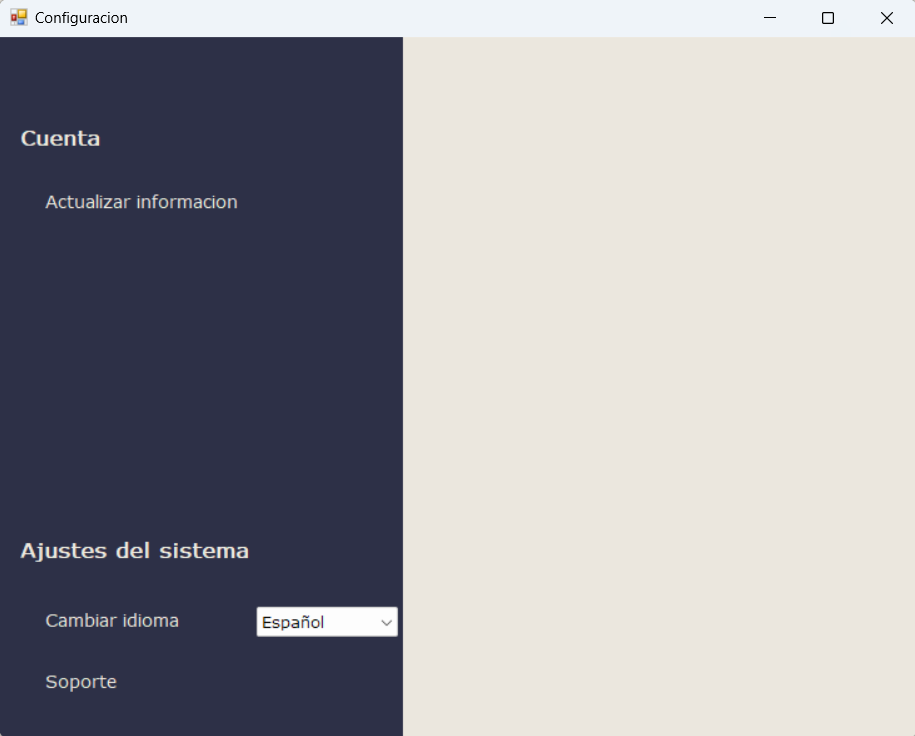 Configuracion
Cuenta
Actualizar informacion
Ajustes del sistema
Cambiar idioma
Español
Soporte